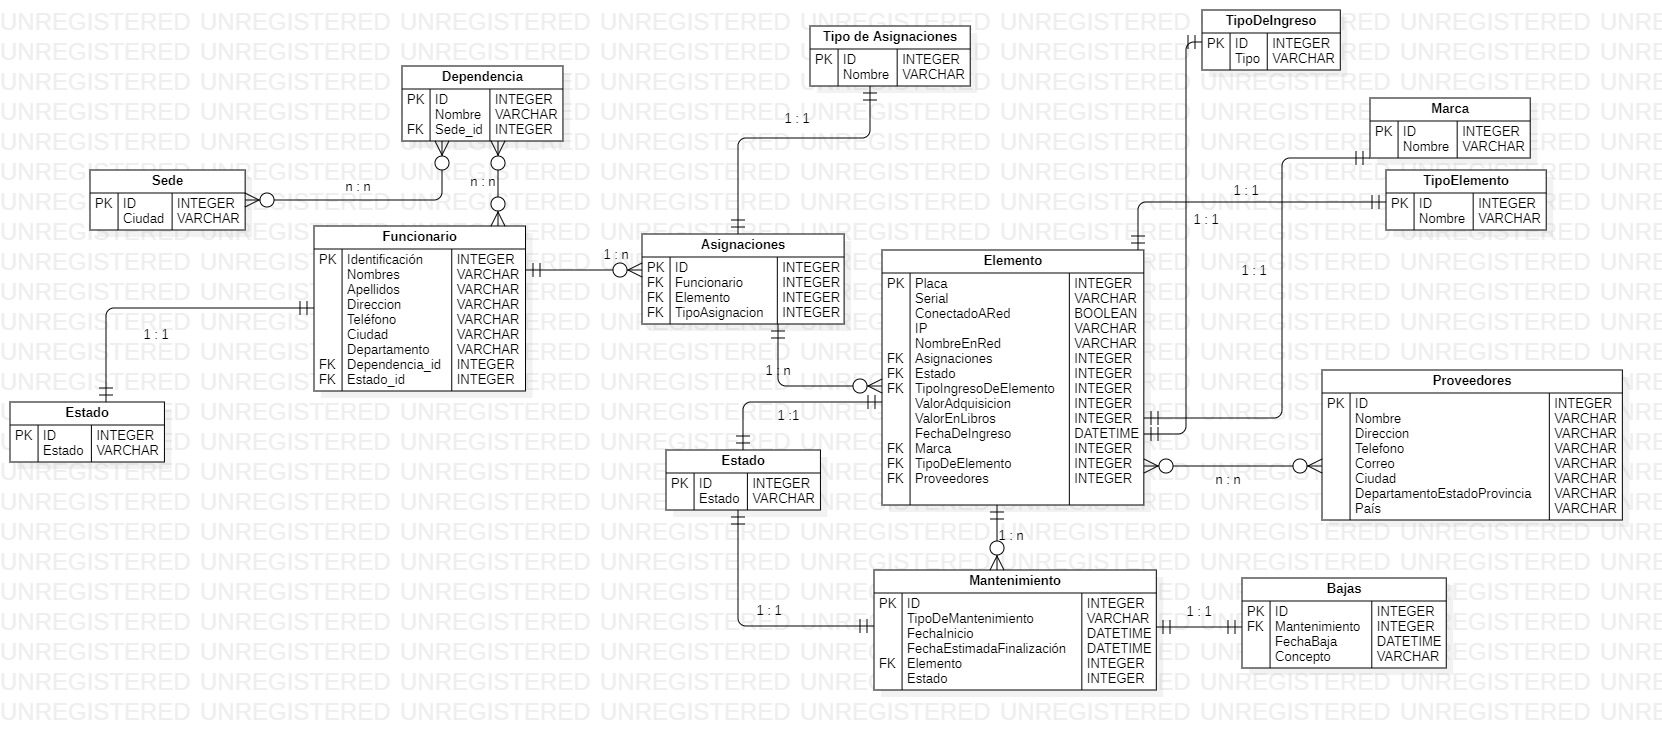 Dependencia
PK ID INTEGER
Nombre VARCHAR
FK Sede_id INTEGER
Tipo de Asignaciones
PK ID INTEGER
Nombre VARCHAR
TipoDeIngreso
PK ID INTEGER
Tipo VARCHAR
Marca
PK ID INTEGER
Nombre VARCHAR
TipoElemento
PK ID INTEGER
Nombre VARCHAR
Sede
PK ID INTEGER
Ciudad VARCHAR
n : n
n : n
1 : 1
1 : 1
1 : 1
1 : 1
Funcionario
PK Identificación INTEGER
Nombres VARCHAR
Apellidos VARCHAR
Direccion VARCHAR
Teléfono VARCHAR
Ciudad VARCHAR
Departamento VARCHAR
FK Dependencia_id INTEGER
FK Estado_id INTEGER
1 : n
Asignaciones
PK ID INTEGER
FK Funcionario INTEGER
FK Elemento INTEGER
FK TipoAsignacion INTEGER
Elemento
PK Placa INTEGER
Serial VARCHAR
ConectadoARed BOOLEAN
IP VARCHAR
NombreEnRed VARCHAR
FK Asignaciones INTEGER
FK Estado INTEGER
FK TipoIngresoDeElemento INTEGER
ValorAdquisicion INTEGER
ValorEnLibros INTEGER
FechaDeIngreso DATETIME
FK Marca INTEGER
FK TipoDeElemento INTEGER
FK Proveedores INTEGER
1 : 1
1 : n
1 :1
Estado
PK ID INTEGER
Estado VARCHAR
Estado
PK ID INTEGER
Estado VARCHAR
Proveedores
PK ID INTEGER
Nombre VARCHAR
Direccion VARCHAR
Telefono VARCHAR
Correo VARCHAR
Ciudad VARCHAR
DepartamentoEstadoProvincia VARCHAR
País VARCHAR
n : n
1 : n
1 : 1
Mantenimiento
PK ID INTEGER
TipoDeMantenimiento VARCHAR
FechaInicio DATETIME
FechaEstimadaFinalización DATETIME
FK Elemento INTEGER
Estado INTEGER
1 : 1
Bajas
PK ID INTEGER
FK Mantenimiento INTEGER
FechaBaja DATETIME
Concepto VARCHAR